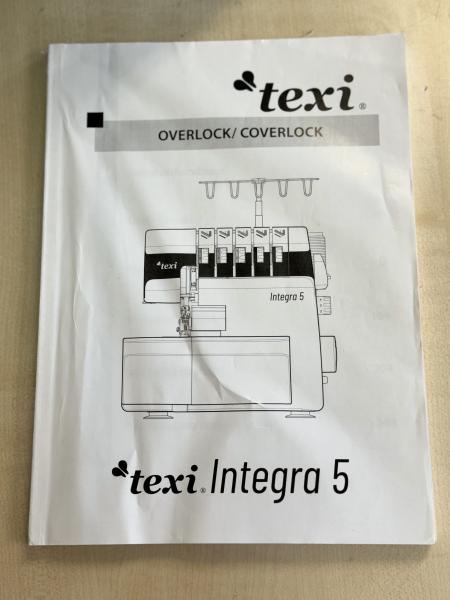 texi®
OVERLOCK/ COVERLOCK
texi
Integra 5
texi® Integra 5